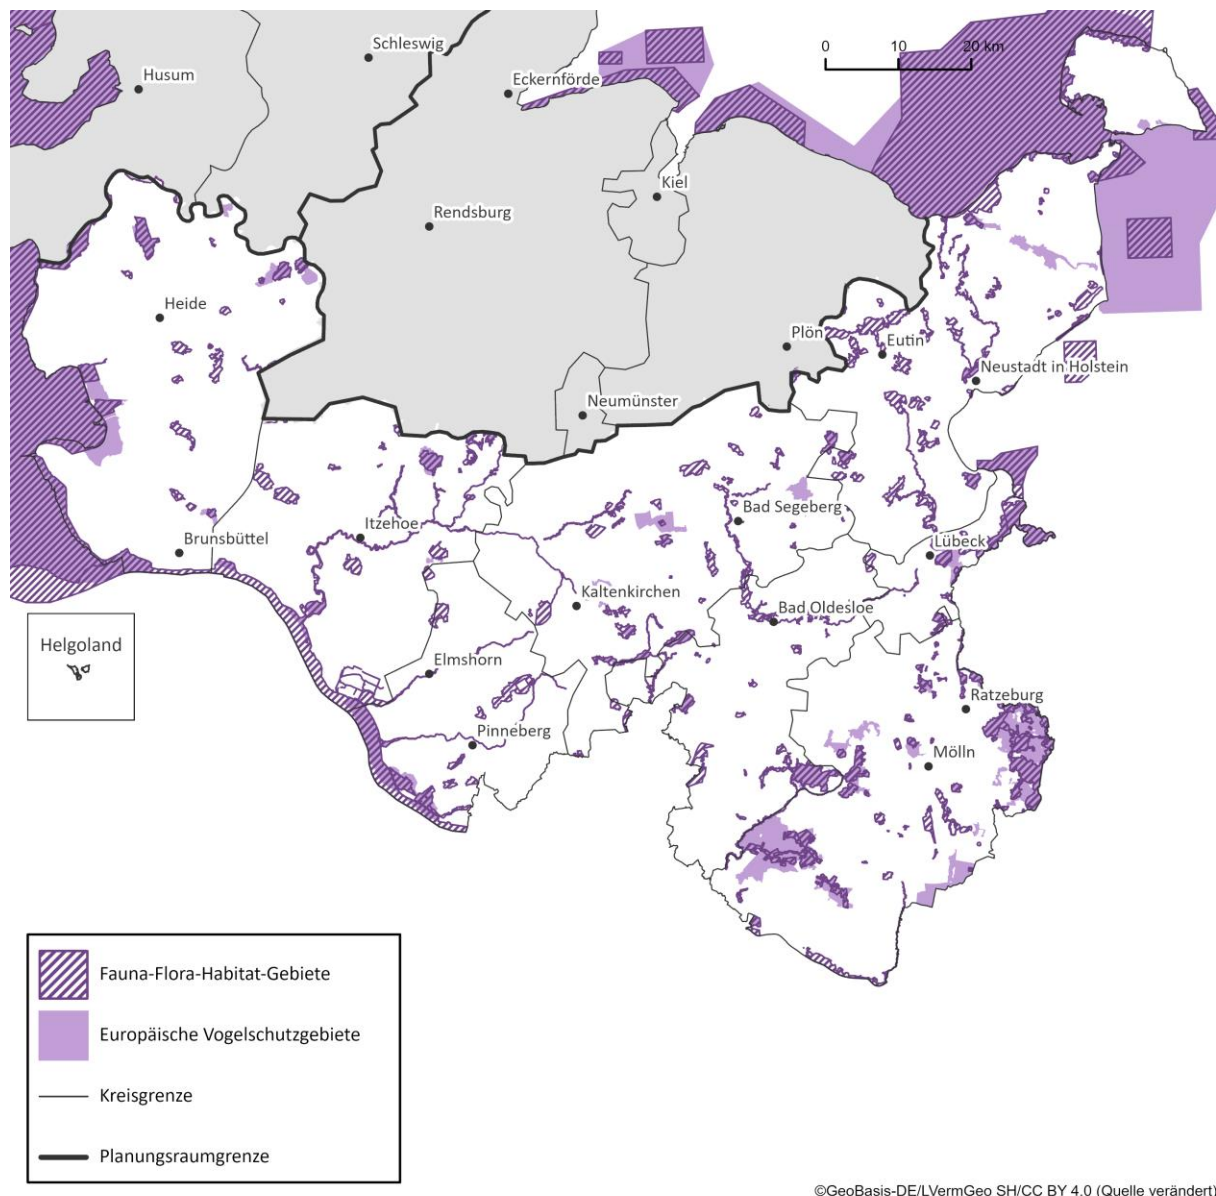 Schleswig
Husum
Eckernförde
0 10 20 km
Kiel
Rendsburg
Heide
Plön
Eutin
Neustadt in Holstein
Neumünster
Bad Segeberg
Itzehoe
Brunsbüttel
Lübeck
Kaltenkirchen
Bad Oldesloe
Helgoland
Elmshorn
Ratzeburg
Pinneberg
Mölln
Fauna-Flora-Habitat-Gebiete
Europäische Vogelschutzgebiete
Kreisgrenze
Planungsraumgrenze
©GeoBasis-DE/LVermGeo SH/CC BY 4.0 (Quelle verändert)